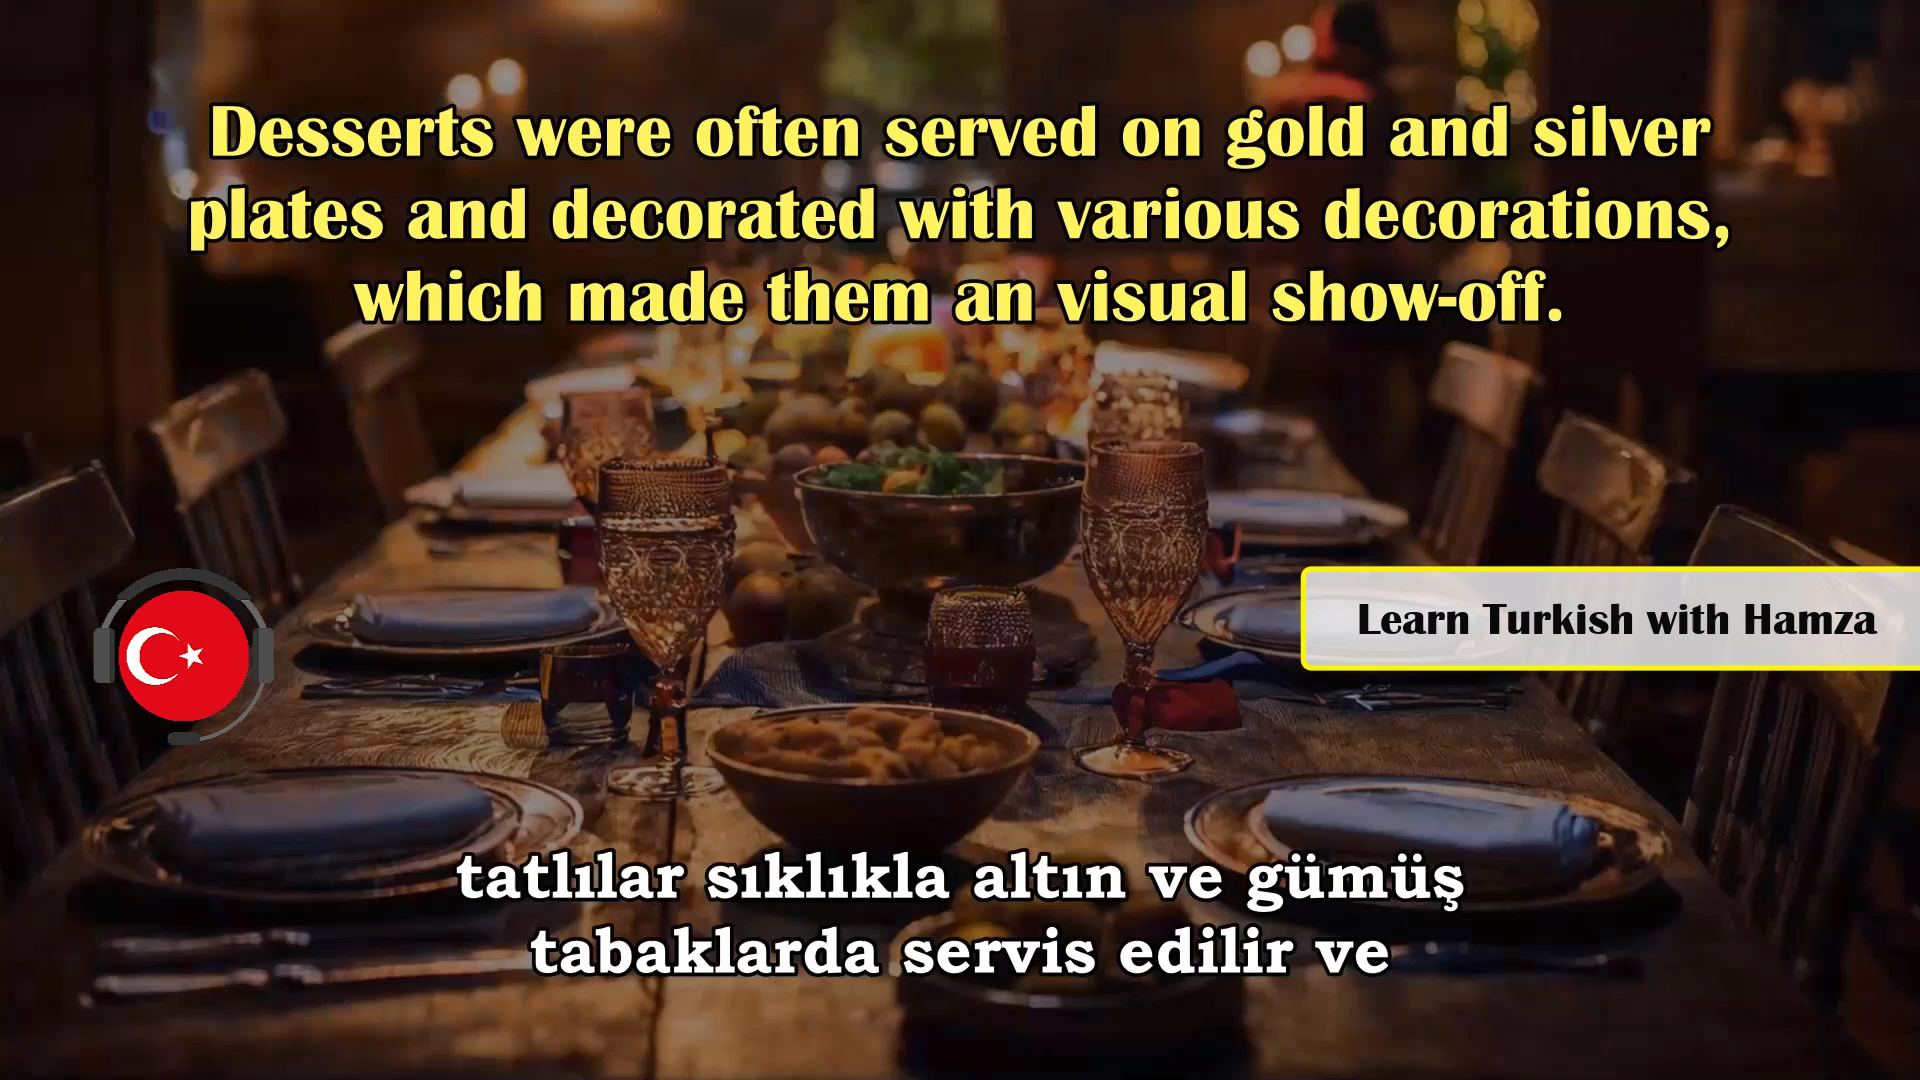 Desserts were often served on gold and silver
plates and decorated with various decorations,
which made them an visual show-off.
Learn Turkish with Hamza
tatlılar sıklıkla altın ve gümüş
tabaklarda servis edilir ve